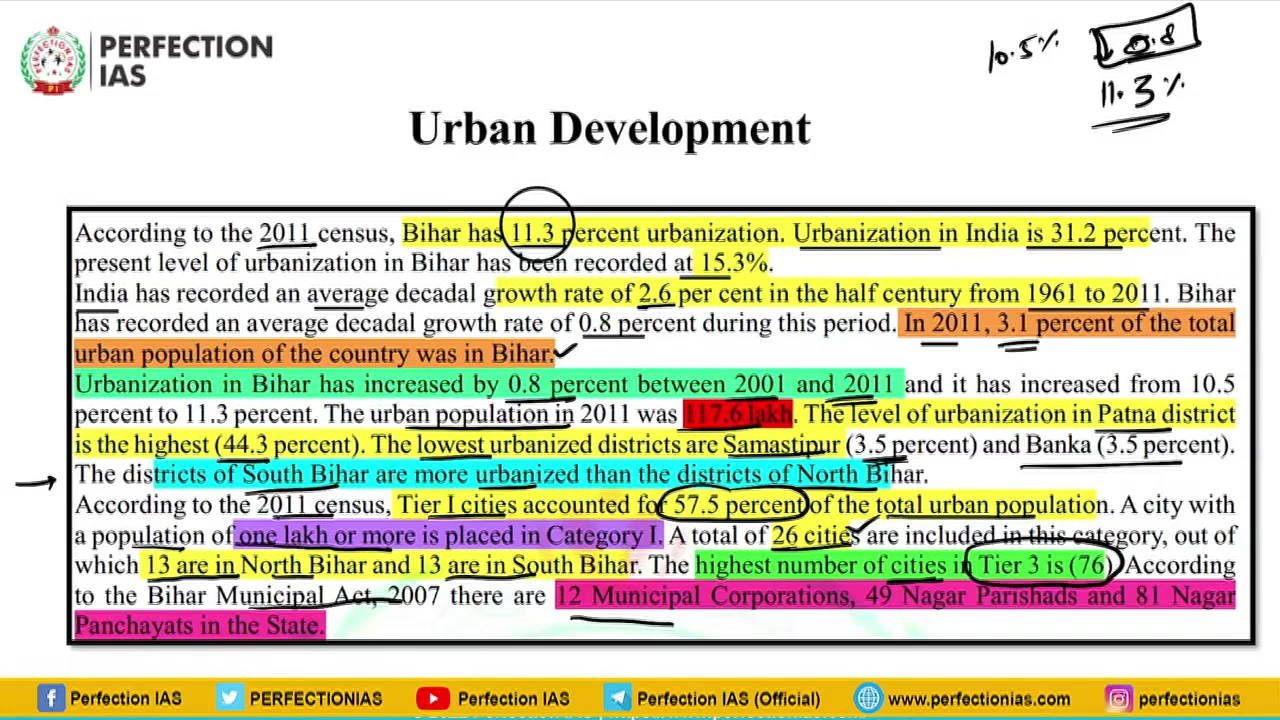 PERFECTION
IAS
10.5%
0.8
11.3%
Urban Development
According to the 2011 census, Bihar has 11.3 percent urbanization. Urbanization in India is 31.2 percent. The
present level of urbanization in Bihar has been recorded at 15.3%.
India has recorded an average decadal growth rate of 2.6 per cent in the half century from 1961 to 2011. Bihar
has recorded an average decadal growth rate of 0.8 percent during this period. In 2011, 3.1 percent of the total
urban population of the country was in Bihar.
Urbanization in Bihar has increased by 0.8 percent between 2001 and 2011 and it has increased from 10.5
percent to 11.3 percent. The urban population in 2011 was 117.6 lakh. The level of urbanization in Patna district
is the highest (44.3 percent). The lowest urbanized districts are Samastipur (3.5 percent) and Banka (3.5 percent).
The districts of South Bihar are more urbanized than the districts of North Bihar.
According to the 2011 census, Tier I cities accounted for 57.5 percent of the total urban population. A city with
a population of one lakh or more is placed in Category I. A total of 26 cities are included in this category, out of
which 13 are in North Bihar and 13 are in South Bihar. The highest number of cities in Tier 3 is (76) According
to the Bihar Municipal Act, 2007 there are 12 Municipal Corporations, 49 Nagar Parishads and 81 Nagar
Panchayats in the State.
Perfection IAS PERFECTIONIAS Perfection IAS Perfection IAS (Official) www.perfectionias.com perfectionias